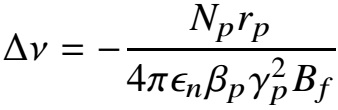 Δν = − N_p r_p / 4π ϵ_n β_p γ_p^2 B_f